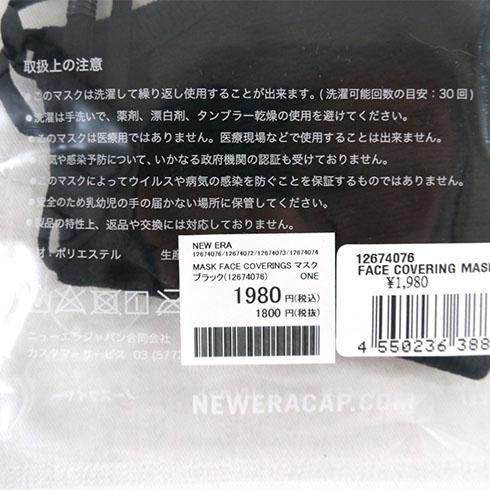 取扱上の注意
●このマスクは洗濯して繰り返し使用することが出来ます。(洗濯可能回数の目安：30回)
●洗濯は手洗いで、薬剤、漂白剤、タンブラー乾燥の使用を避けてください。
●このマスクは医療用ではありません。医療現場などで使用することは出来ません。
●病気や感染予防について、いかなる政府機関の認証も受けておりません。
●このマスクによってウイルスや病気の感染を防ぐことを保証するものではありません。
●安全のため乳幼児の手の届かない場所に保管してください。
●製品の特性上、返品や交換には対応しておりません。
材：ポリエステル 生産
NEW ERA
12674076/12674072/12674073/12674074
MASK FACE COVERINGS マスク
ブラック(12674076) ONE
1980 円(税込)
1800 円(税抜)
12674076
FACE COVERING MASK
¥1,980
4 550236 388
ニューエラジャパン合同会社
カスタマーサービス 03 (577
NEWERACAP.COM